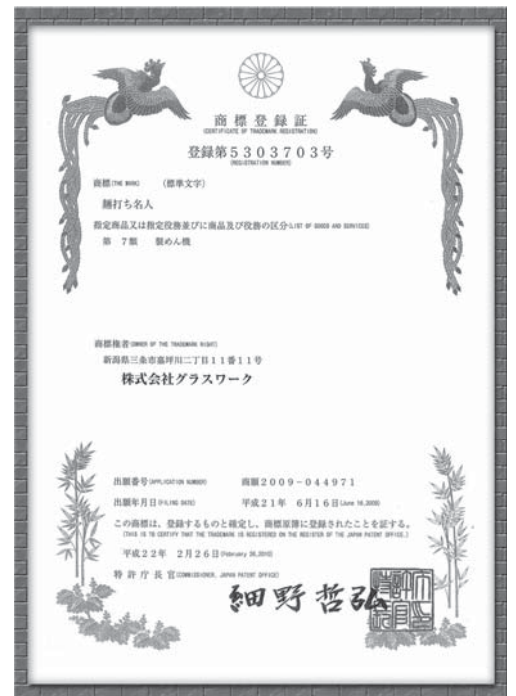 商標登録証
(CERTIFICATE OF TRADEMARK REGISTRATION)
登録第5303703号
(REGISTRATION NUMBER)
商標(THE MARK) (標準文字)
麺打ち名人
指定商品又は指定役務並びに商品及び役務の区分(LIST OF GOODS AND SERVICES)
第 7類 製めん機
商標権者(OWNER OF THE TRADEMARK RIGHT)
新潟県三条市嘉坪川二丁目11番11号
株式会社グラスワーク
出願番号(APPLICATION NUMBER) 商願2009-044971
出願年月日(FILING DATE) 平成21年 6月16日(June 16,2009)
この商標は、登録するものと確定し、商標原簿に登録されたことを証する。
(THIS IS TO CERTIFY THAT THE TRADEMARK IS REGISTERED ON THE REGISTER OF THE JAPAN PATENT OFFICE.)
平成22年 2月26日(February 26,2010)
特許庁長官(COMMISSIONER, JAPAN PATENT OFFICE)
細野哲弘